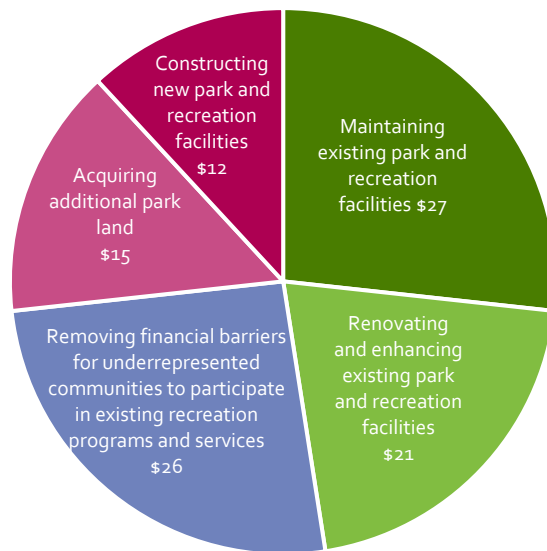 Constructing
new park and
recreation
facilities
$12
Maintaining
existing park and
recreation
facilities $27
Acquiring
additional park
land
$15
Renovating
and enhancing
existing park
and recreation
facilities
$21
Removing financial barriers
for underrepresented
communities to participate
in existing recreation
programs and services
$26